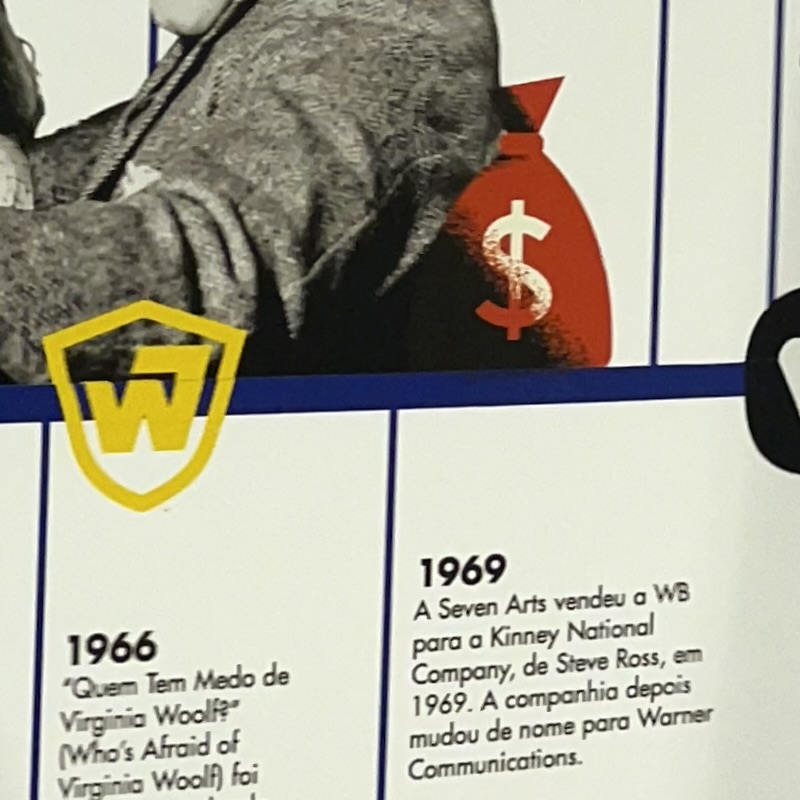 $
W7
1966
“Quem Tem Medo de
Virginia Woolf?”
(Who's Afraid of
Virginia Woolf) foi
1969
A Seven Arts vendeu a WB
para a Kinney National
Company, de Steve Ross, em
1969. A companhia depois
mudou de nome para Warner
Communications.